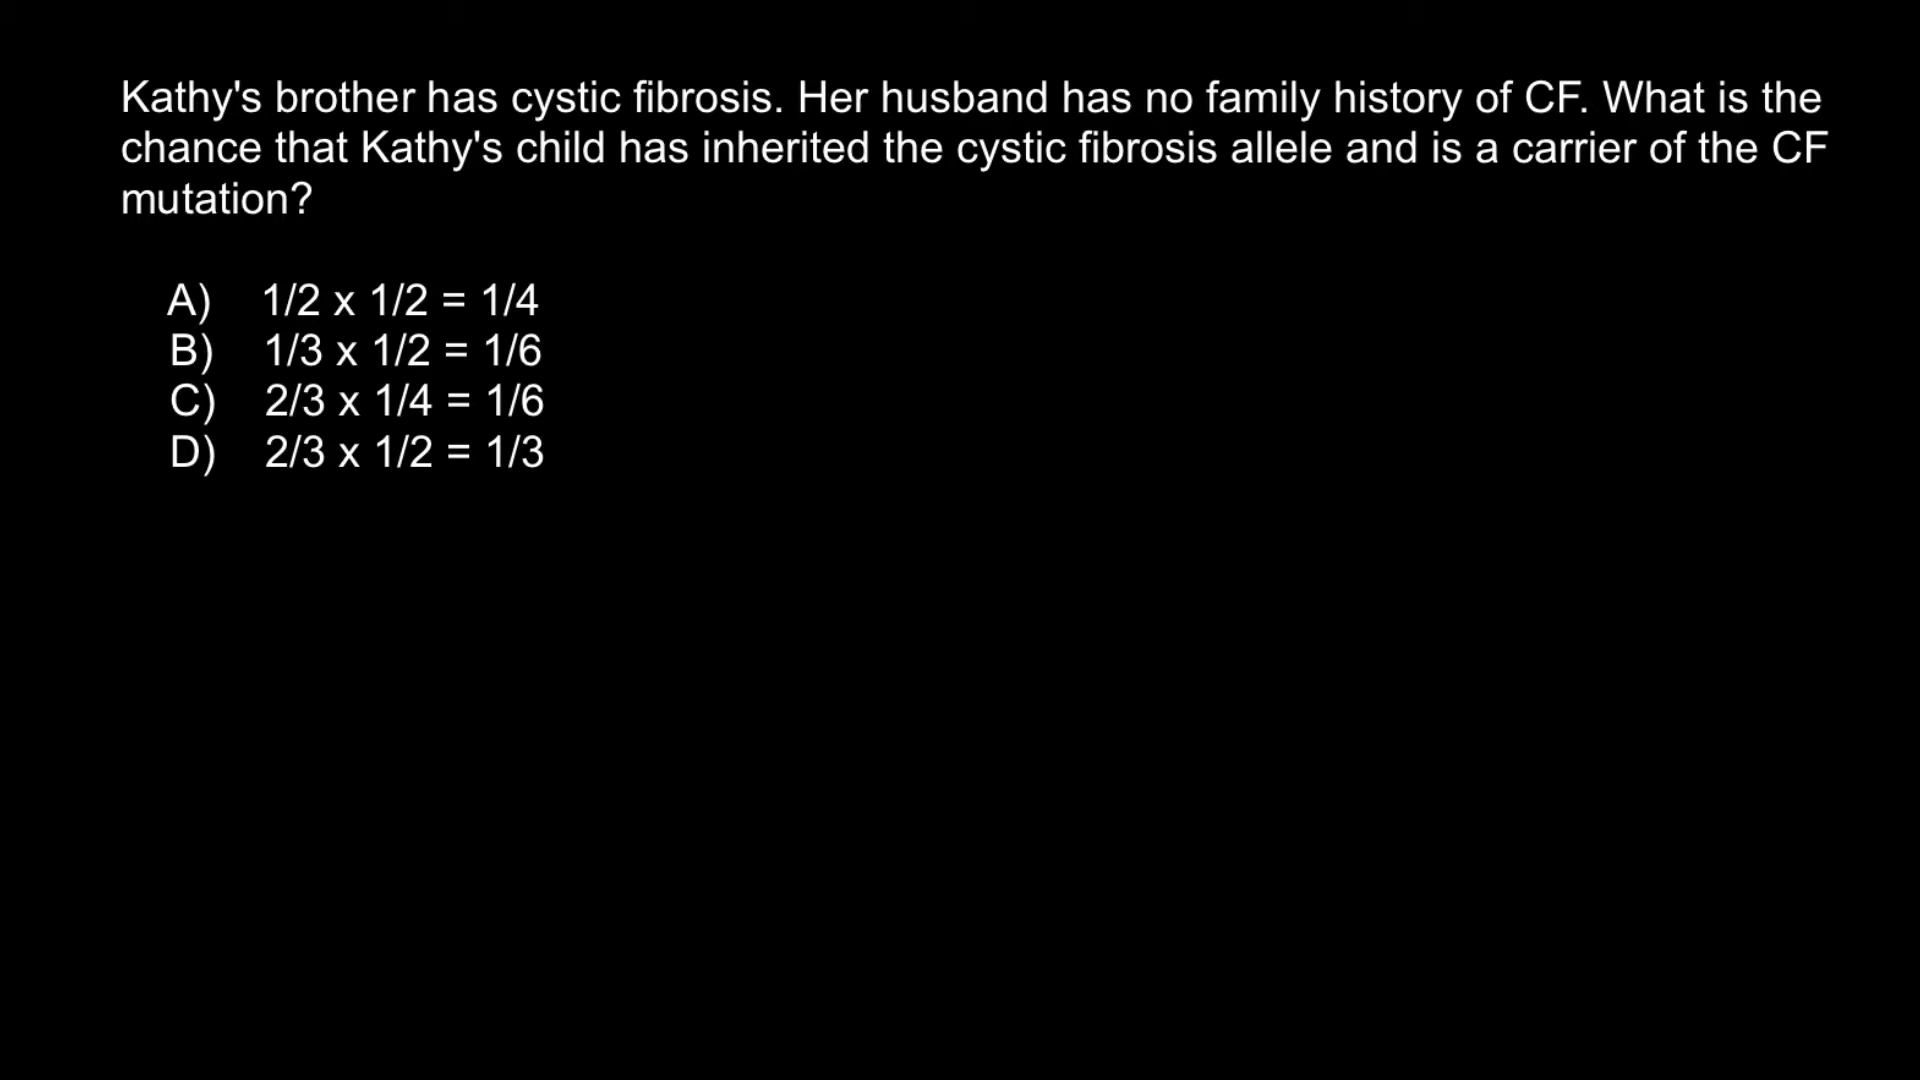 Kathy's brother has cystic fibrosis. Her husband has no family history of CF. What is the
chance that Kathy's child has inherited the cystic fibrosis allele and is a carrier of the CF
mutation?
A) 1/2 x 1/2 = 1/4
B) 1/3 x 1/2 = 1/6
C) 2/3 x 1/4 = 1/6
D) 2/3 x 1/2 = 1/3